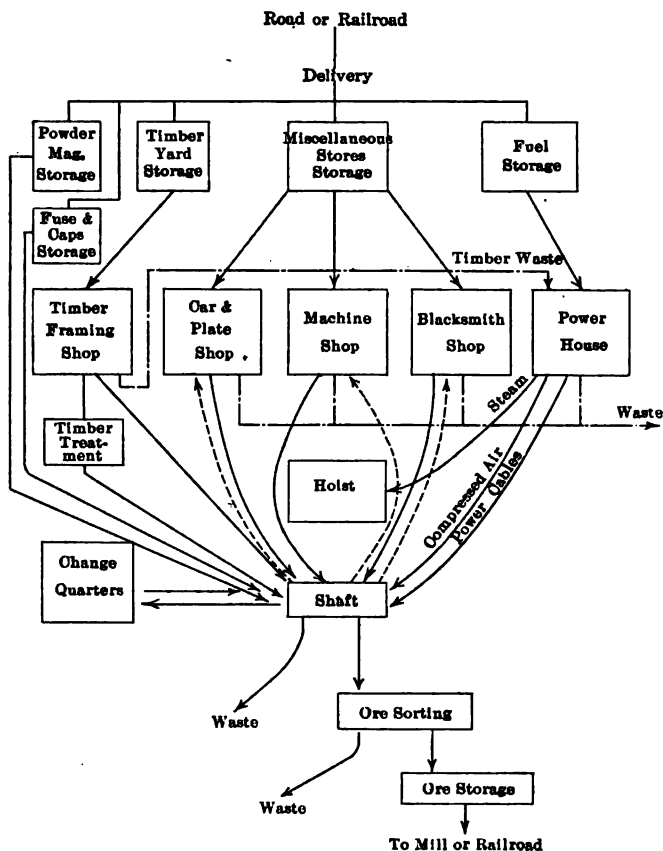 Road or Railroad
Delivery
Powder
Mag.
Storage
Timber
Yard
Storage
Miscellaneous
Stores
Storage
Fuel
Storage
Fuse &
Caps
Storage
Timber Waste
Timber
Framing
Shop
Car &
Plate
Shop
Machine
Shop
Blacksmith
Shop
Power
House
Steam
Waste
Timber
Treat-
ment
Hoist
Compressed Air
Power Cables
Change
Quarters
Shaft
Waste
Ore Sorting
Waste
Ore Storage
To Mill or Railroad